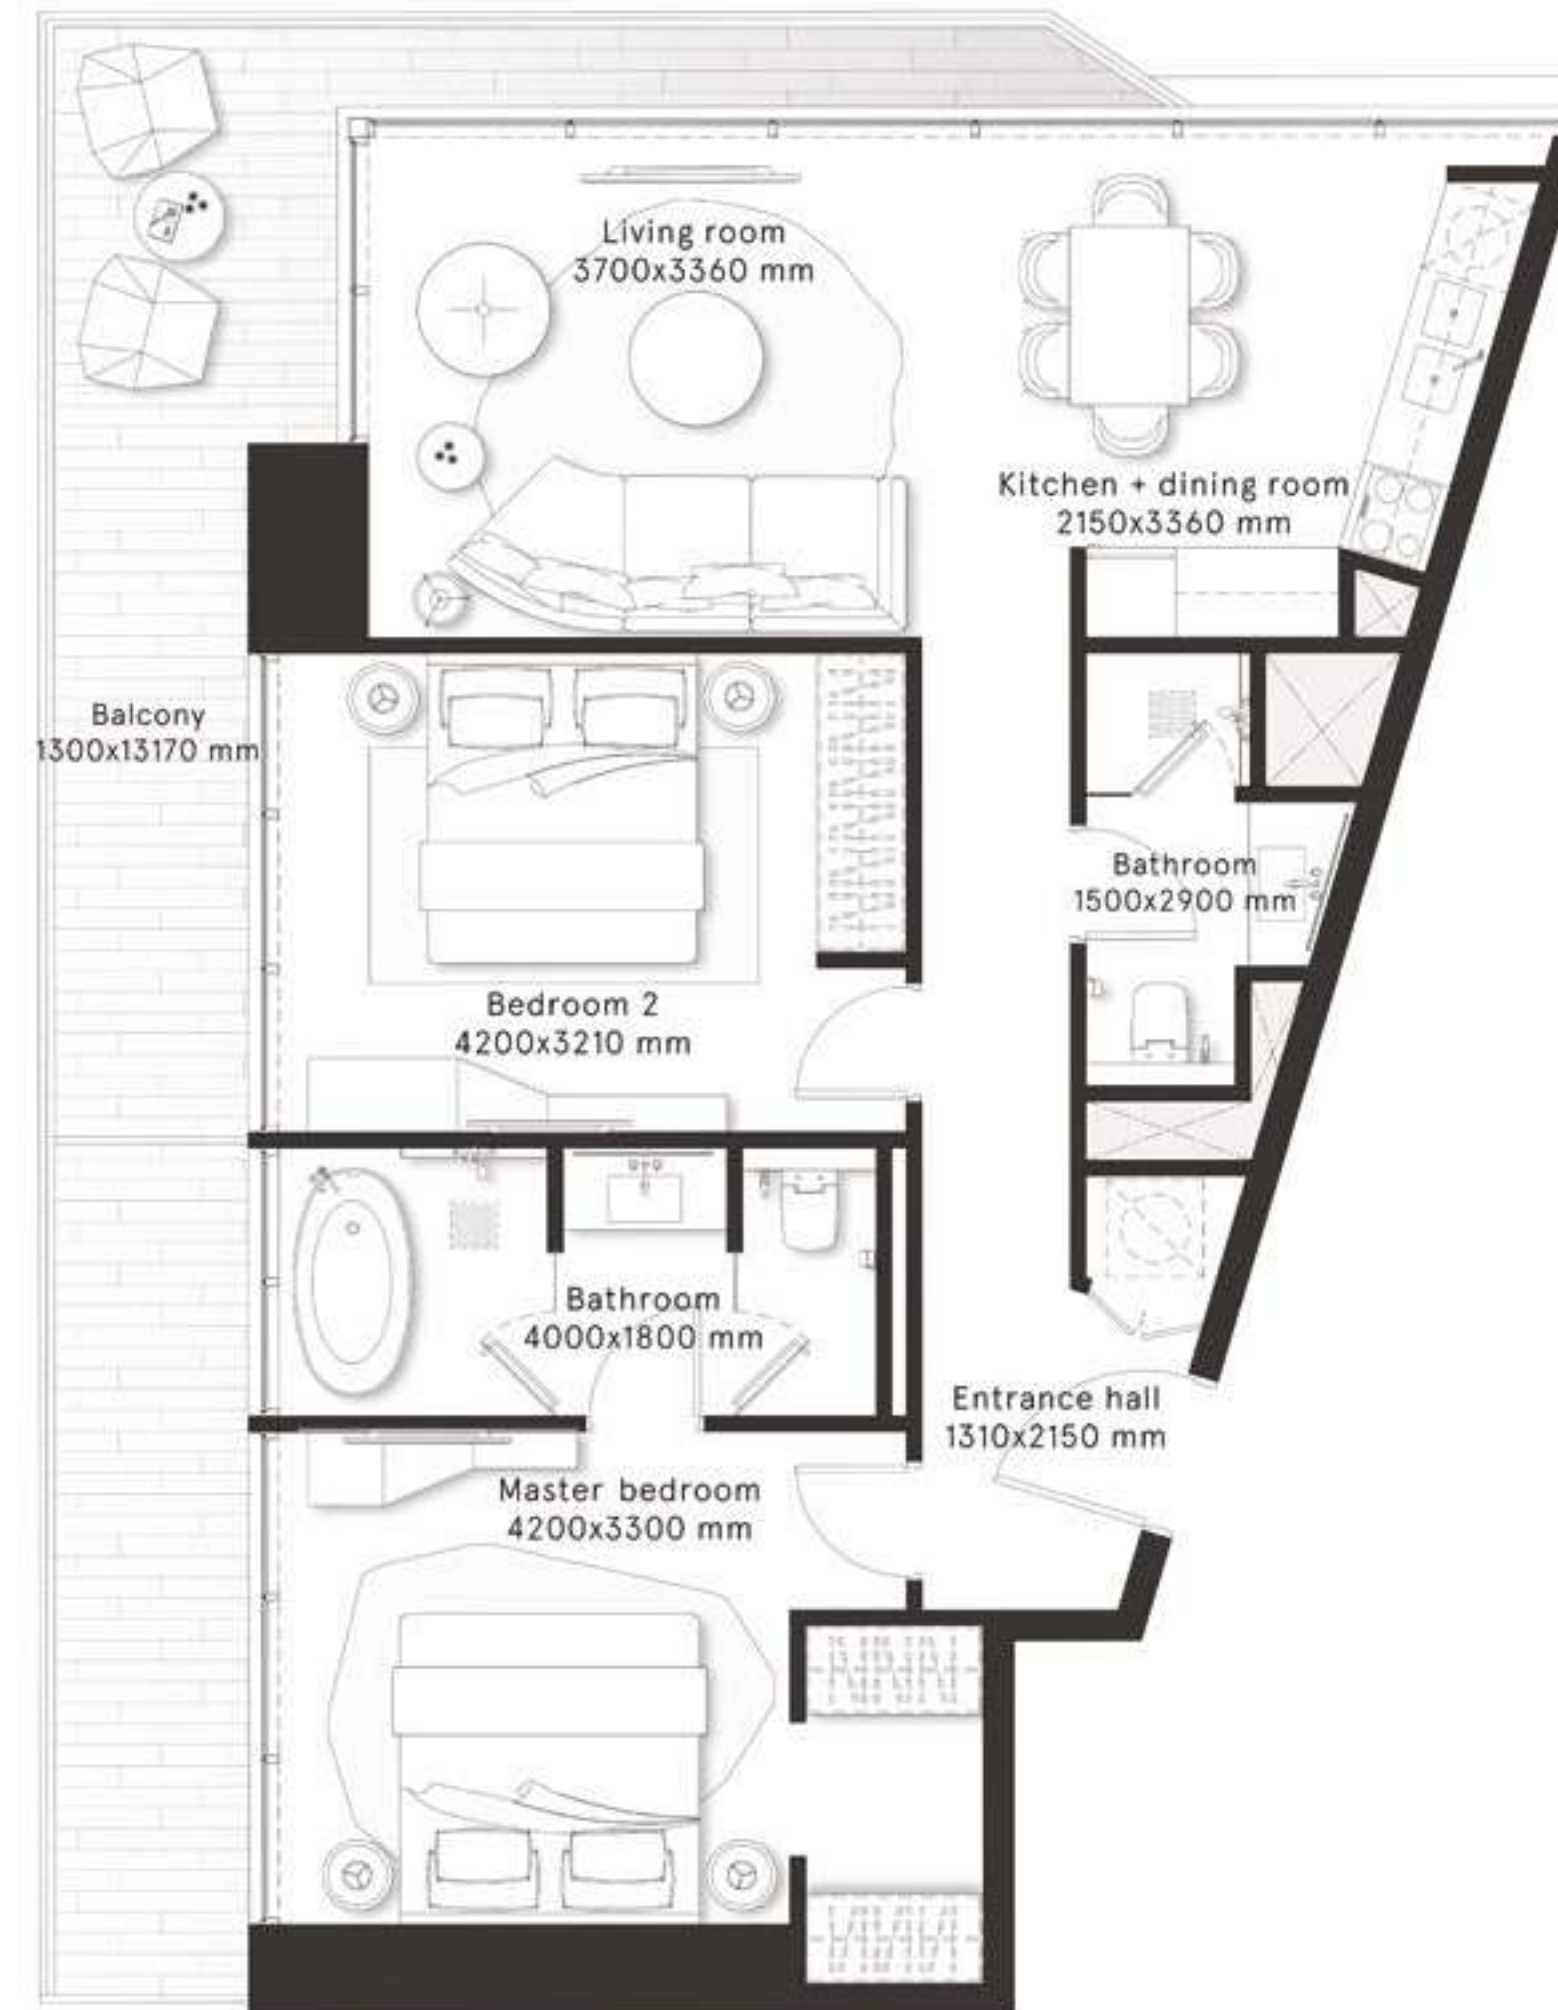 Living room
3700x3360 mm
Kitchen + dining room
2150x3360 mm
Balcony
1300x13170 mm
Bathroom
1500x2900 mm
Bedroom 2
4200x3210 mm
Bathroom
4000x1800 mm
Entrance hall
1310x2150 mm
Master bedroom
4200x3300 mm